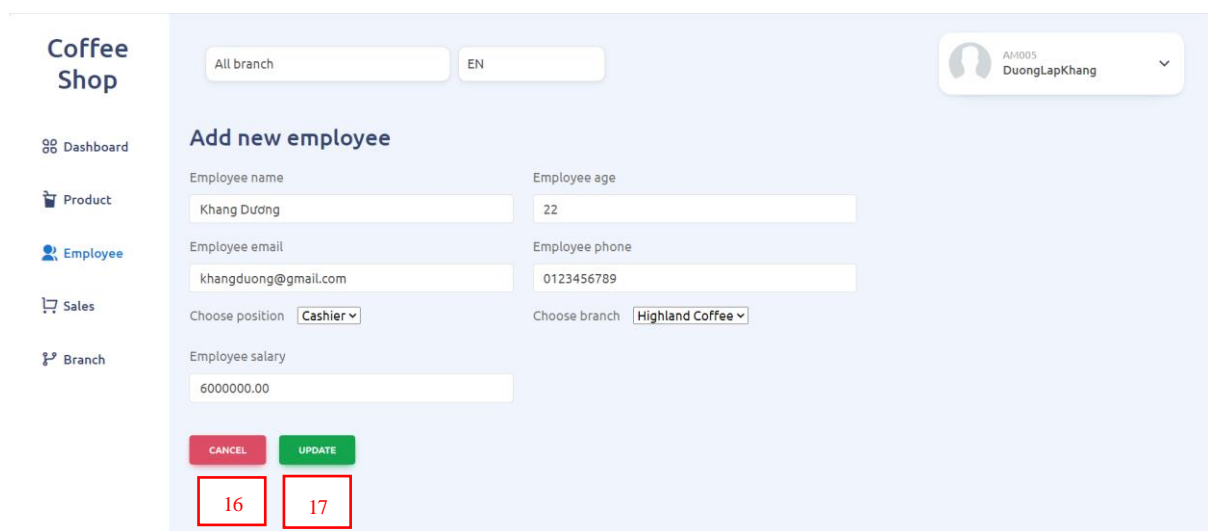 Coffee
Shop
All branch
EN
AM005
DuongLapKhang
Dashboard
Product
Employee
Sales
Branch
Add new employee
Employee name
Employee age
Khang Dương
22
Employee email
Employee phone
khangduong@gmail.com
0123456789
Choose position Cashier
Choose branch Highland Coffee
Employee salary
6000000.00
CANCEL
UPDATE
16
17